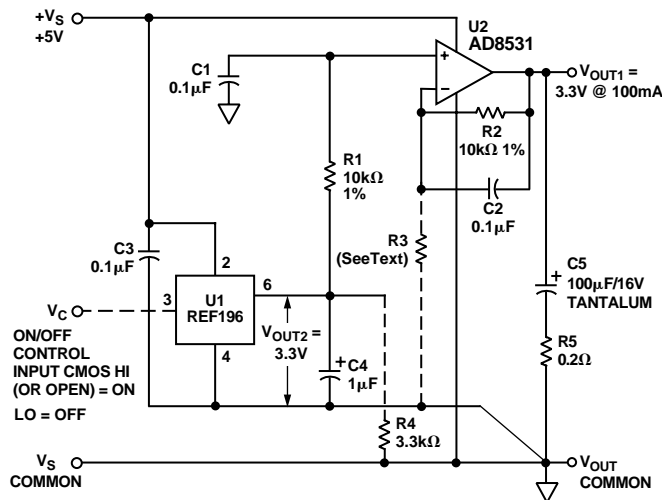 +VS
+5V
C1
0.1μF
U2
AD8531
+
−
VOUT1 =
3.3V @ 100mA
R2
10kΩ 1%
R1
10kΩ
1%
C2
0.1μF
R3
(SeeText)
C3
0.1μF
2
3
U1
REF196
6
4
VC
ON/OFF
CONTROL
INPUT CMOS HI
(OR OPEN) = ON
LO = OFF
VOUT2 =
3.3V
+
C4
1μF
R4
3.3kΩ
+
C5
100μF/16V
TANTALUM
R5
0.2Ω
VS
COMMON
VOUT
COMMON